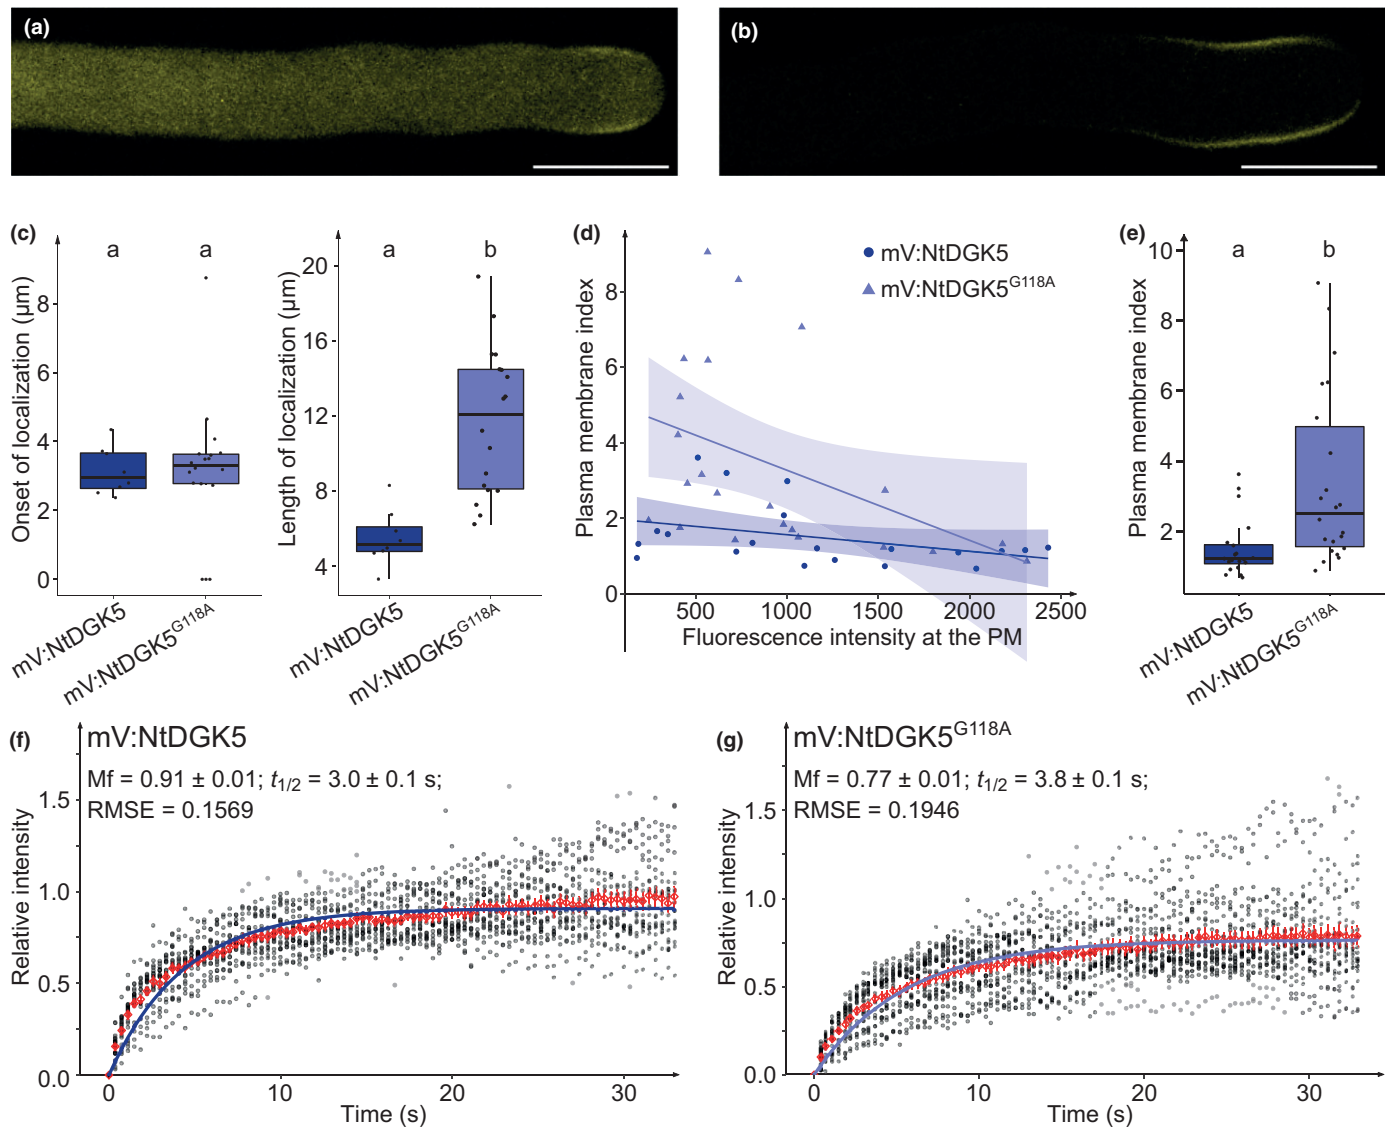 (a)
(b)
(c)
Onset of localization (µm)
8
6
4
2
0
a
a
mV:NtDGK5
mV:NtDGK5G118A
Length of localization (µm)
20
16
12
8
4
a
b
mV:NtDGK5
mV:NtDGK5G118A
(d)
Plasma membrane index
8
6
4
2
0
500
1000
1500
2000
2500
Fluorescence intensity at the PM
mV:NtDGK5
mV:NtDGK5G118A
(e)
Plasma membrane index
10
8
6
4
2
a
b
mV:NtDGK5
mV:NtDGK5G118A
(f)
mV:NtDGK5
Mf = 0.91 ± 0.01; t1/2 = 3.0 ± 0.1 s;
RMSE = 0.1569
Relative intensity
1.5
1.0
0.5
0.0
0
10
20
30
Time (s)
(g)
mV:NtDGK5G118A
Mf = 0.77 ± 0.01; t1/2 = 3.8 ± 0.1 s;
RMSE = 0.1946
Relative intensity
1.5
1.0
0.5
0.0
0
10
20
30
Time (s)